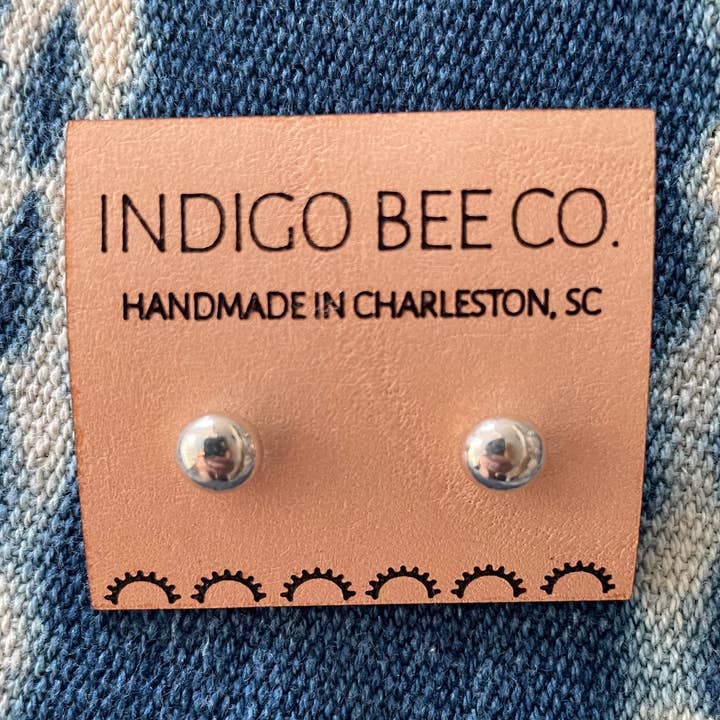 INDIGO BEE CO.
HANDMADE IN CHARLESTON, SC